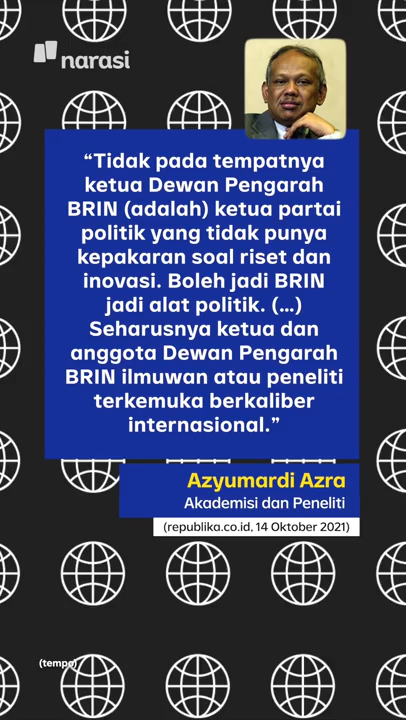 narasi
“Tidak pada tempatnya
ketua Dewan Pengarah
BRIN (adalah) ketua partai
politik yang tidak punya
kepakaran soal riset dan
inovasi. Boleh jadi BRIN
jadi alat politik. (...)
Seharusnya ketua dan
anggota Dewan Pengarah
BRIN ilmuwan atau peneliti
terkemuka berkaliber
internasional.”
Azyumardi Azra
Akademisi dan Peneliti
(republika.co.id, 14 Oktober 2021)
(tempo)